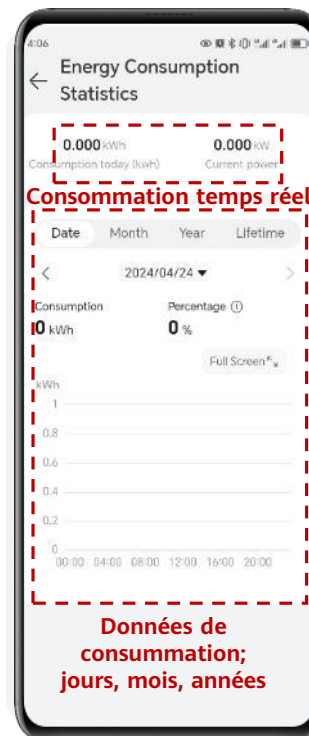 4:06
Energy Consumption
Statistics
0.000 kWh 0.000 kW
Consumption today (kwh) Current power
Consommation temps réel
Date Month Year Lifetime
2024/04/24
Consumption Percentage
0 kWh 0 %
Full Screen
kWh
1
0.8
0.6
0.4
0.2
0
00:00 04:00 08:00 12:00 16:00 20:00
Données de
consummation;
jours, mois, années